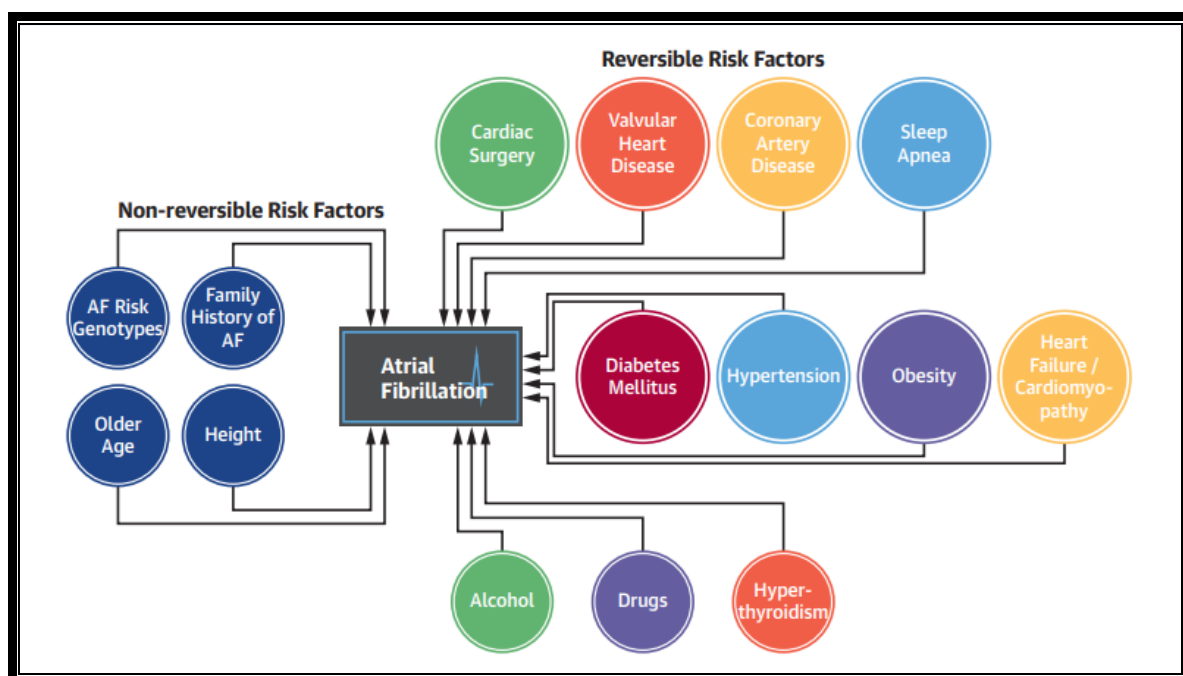 Reversible Risk Factors
Cardiac
Surgery
Valvular
Heart
Disease
Coronary
Artery
Disease
Sleep
Apnea
Non-reversible Risk Factors
AF Risk
Genotypes
Family
History of
AF
Older
Age
Height
Atrial
Fibrillation
Diabetes
Mellitus
Hypertension
Obesity
Heart
Failure /
Cardiomyo-
pathy
Alcohol
Drugs
Hyper-
thyroidism